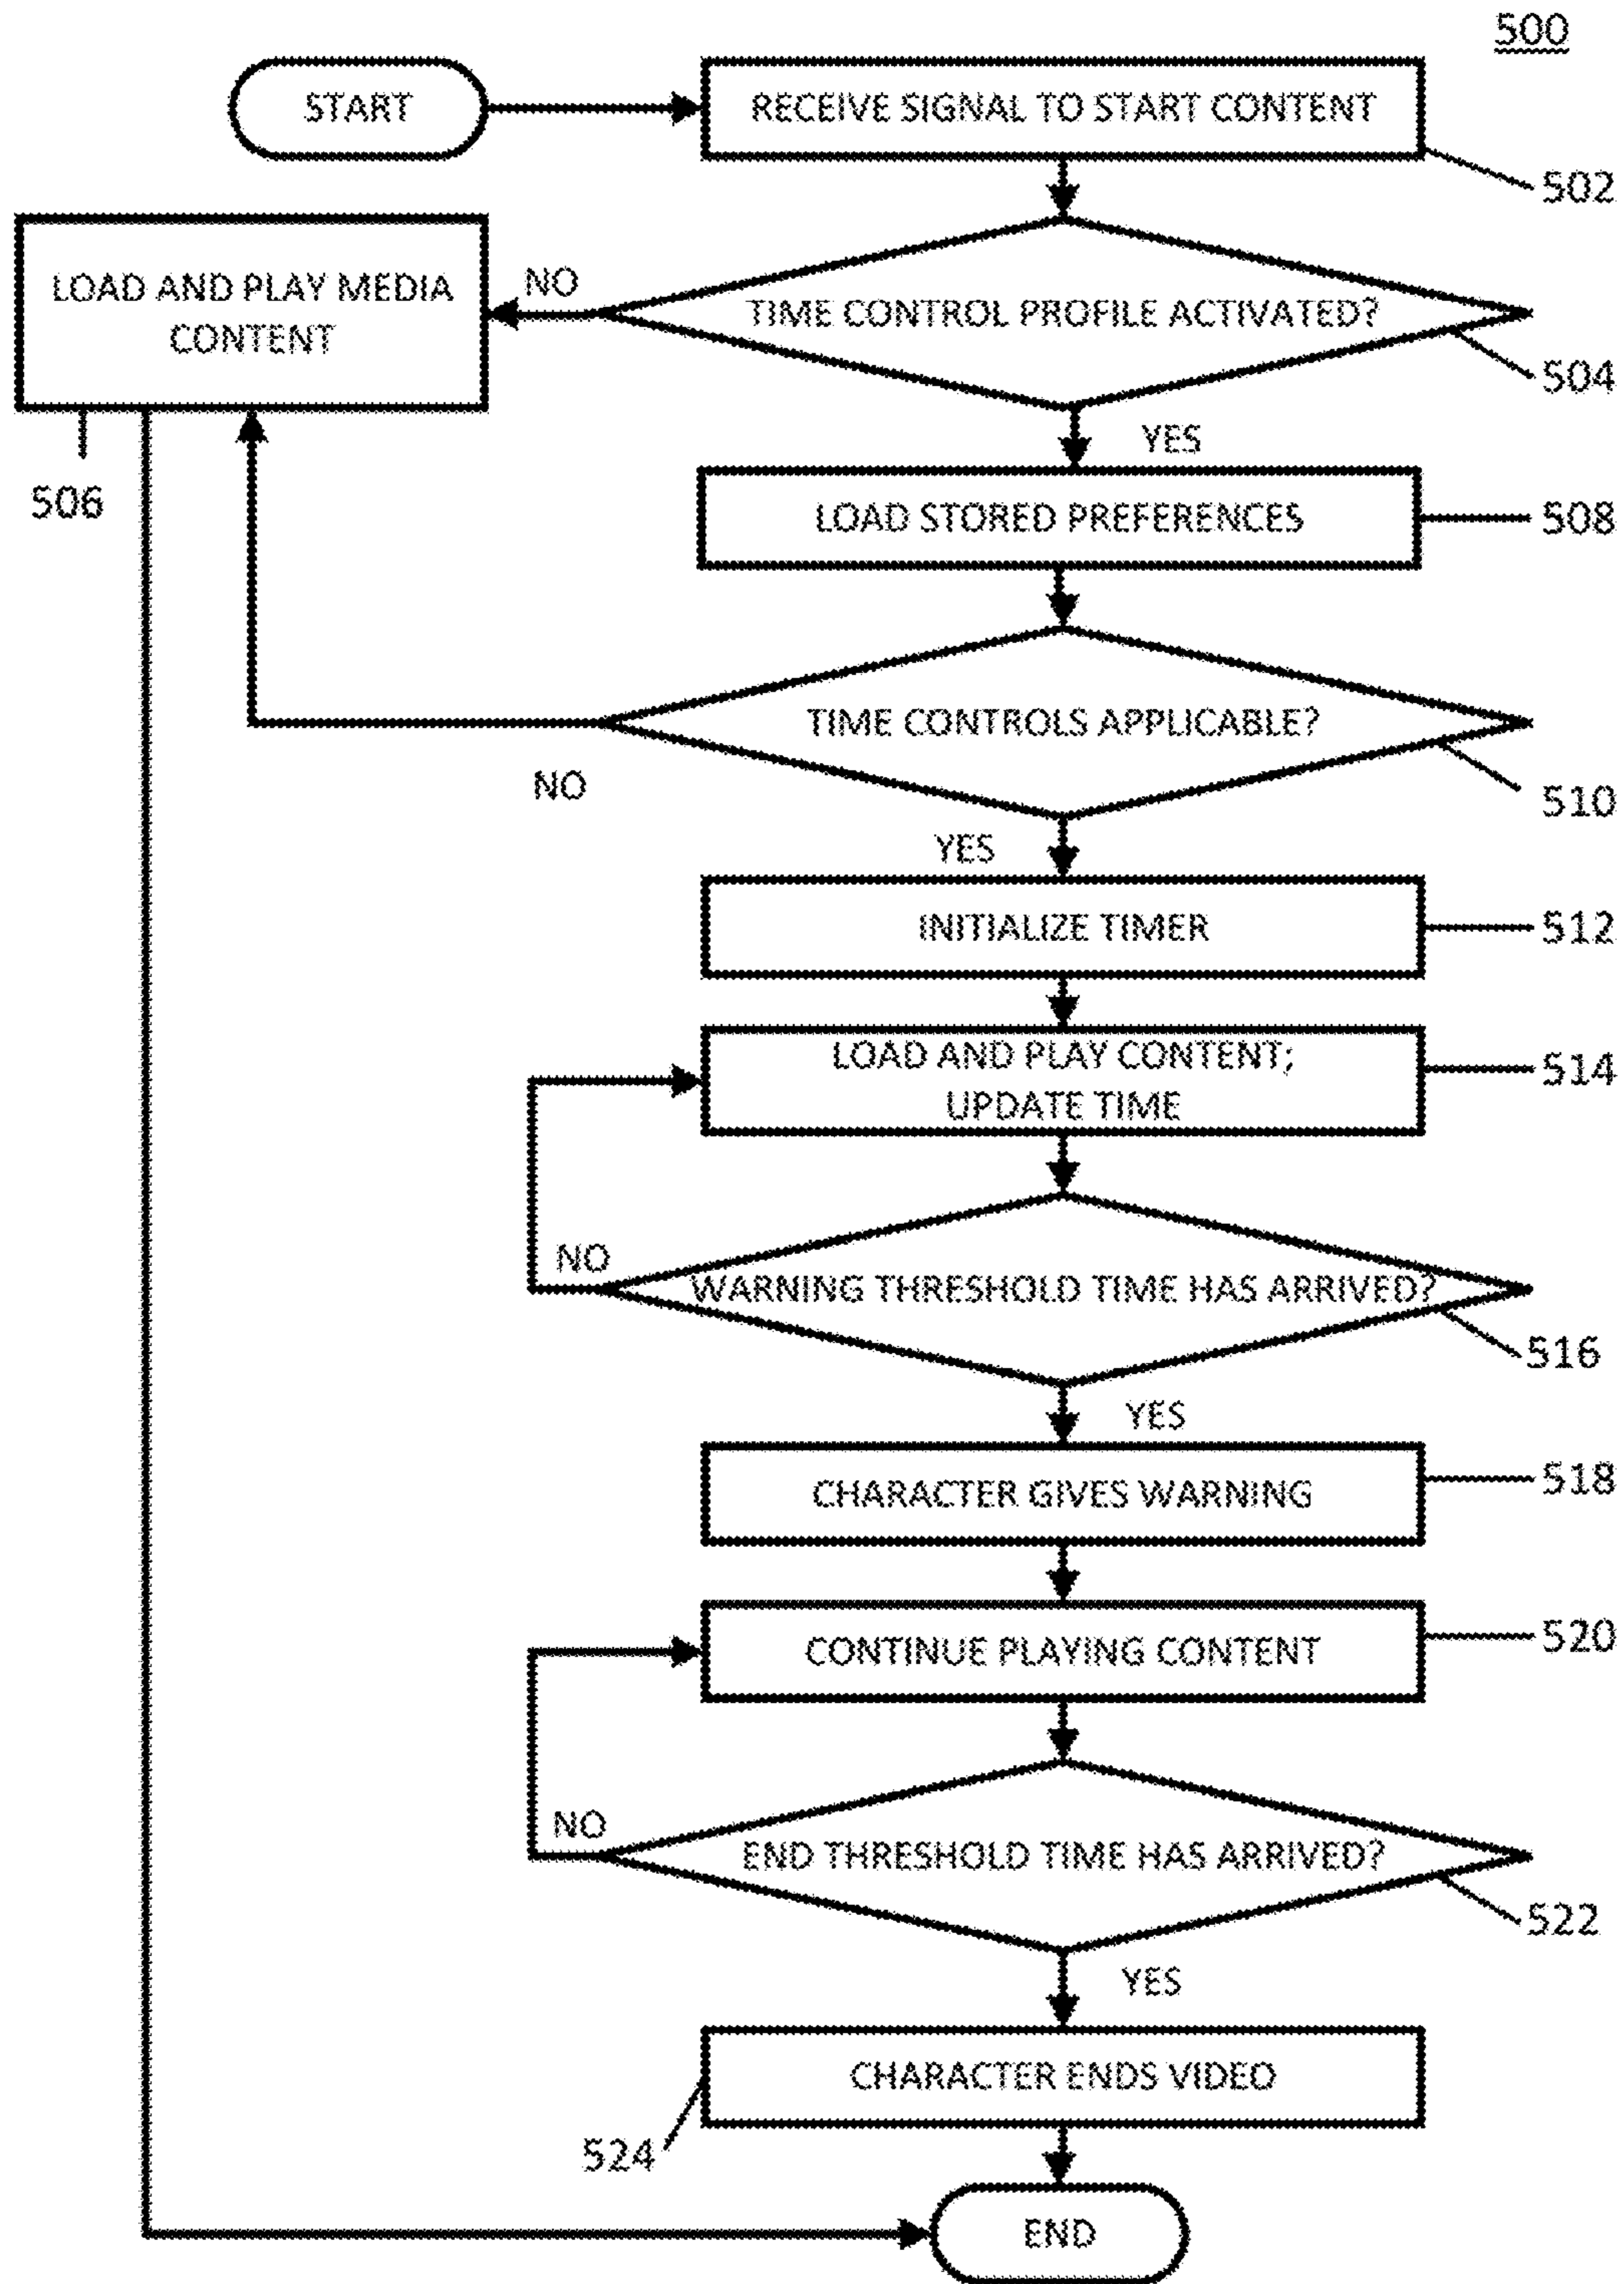 500
START
RECEIVE SIGNAL TO START CONTENT
502
LOAD AND PLAY MEDIA
CONTENT
NO
TIME CONTROL PROFILE ACTIVATED?
504
YES
506
LOAD STORED PREFERENCES
508
TIME CONTROLS APPLICABLE?
NO
510
YES
INITIALIZE TIMER
512
LOAD AND PLAY CONTENT;
UPDATE TIME
514
NO
WARNING THRESHOLD TIME HAS ARRIVED?
516
YES
CHARACTER GIVES WARNING
518
CONTINUE PLAYING CONTENT
520
NO
END THRESHOLD TIME HAS ARRIVED?
522
YES
CHARACTER ENDS VIDEO
524
END